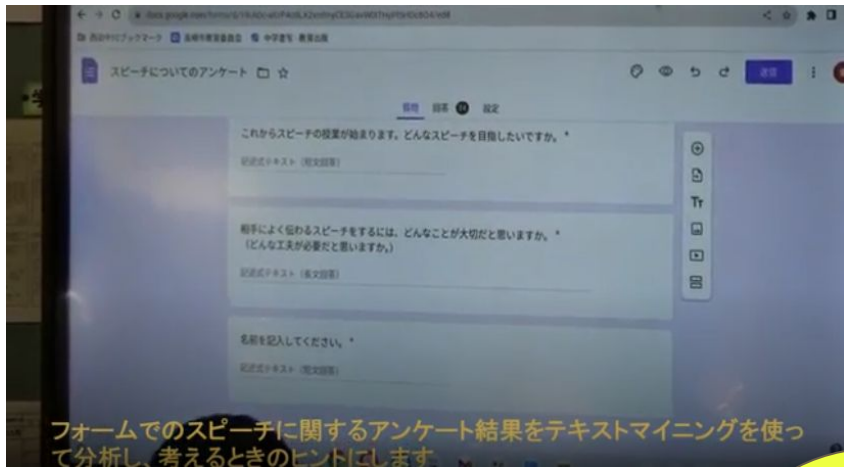 スピーチについてのアンケート
送信
質問 回答 設定
これからスピーチの授業が始まります。どんなスピーチを目指したいですか。 *
記述式テキスト（短文回答）
相手によく伝わるスピーチをするには、どんなことが大切だと思いますか。 *
（どんな工夫が必要だと思いますか。）
記述式テキスト（長文回答）
名前を記入してください。 *
記述式テキスト（短文回答）
Tт
フォームでのスピーチに関するアンケート結果をテキストマイニングを使っ
て分析し、考えるときのヒントにします